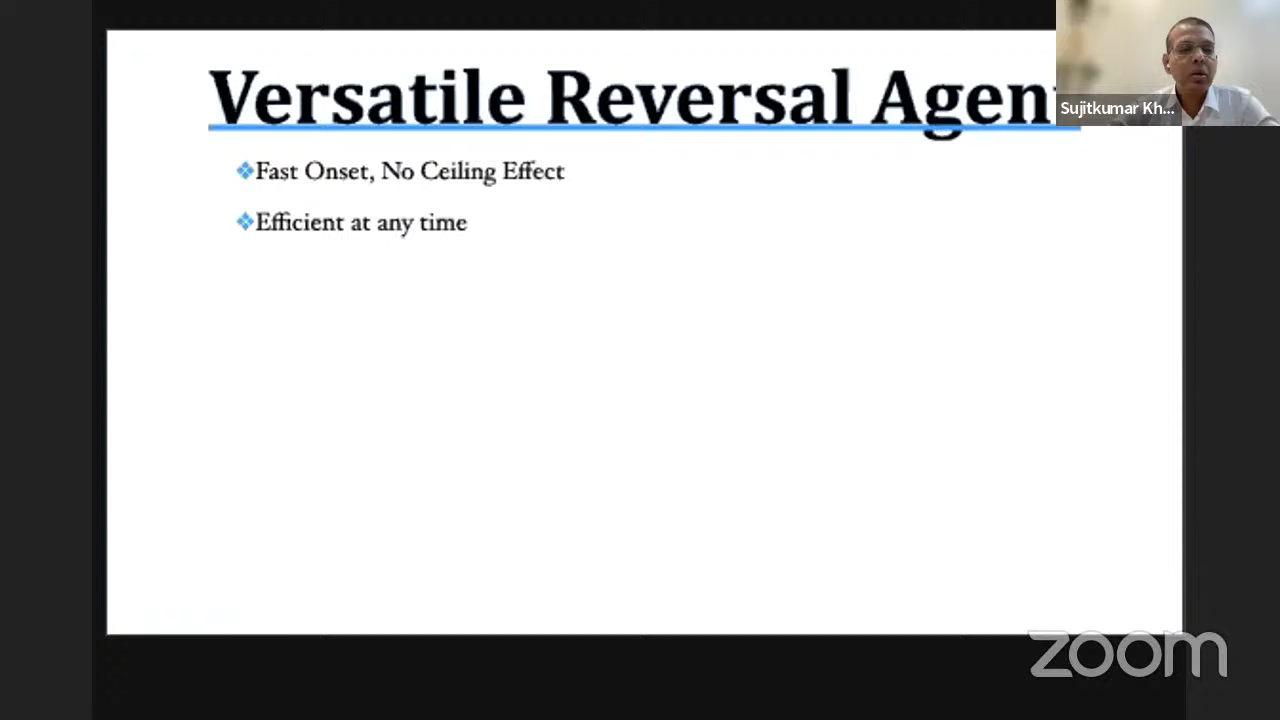 Versatile Reversal Agen
Sujitkumar Kh...
Fast Onset, No Ceiling Effect
Efficient at any time
zoom